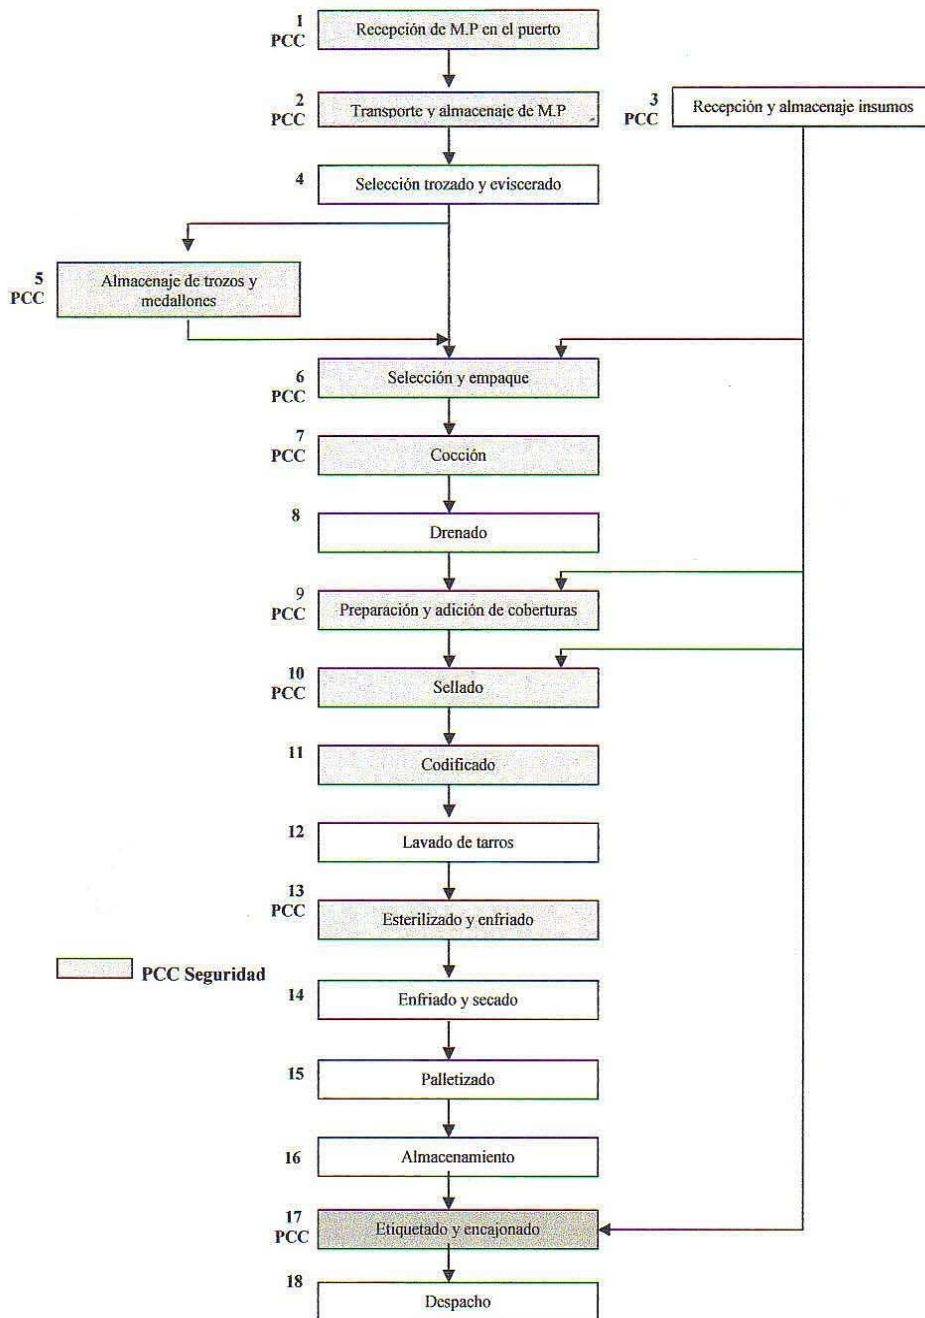 1
PCC
Recepción de M.P en el puerto
2
PCC
Transporte y almacenaje de M.P
3
PCC
Recepción y almacenaje insumos
4
Selección trozado y eviscerado
5
PCC
Almacenaje de trozos y
medallones
6
PCC
Selección y empaque
7
PCC
Cocción
8
Drenado
9
PCC
Preparación y adición de coberturas
10
PCC
Sellado
11
Codificado
12
Lavado de tarros
13
PCC
Esterilizado y enfriado
PCC Seguridad
14
Enfriado y secado
15
Palletizado
16
Almacenamiento
17
PCC
Etiquetado y encajonado
18
Despacho